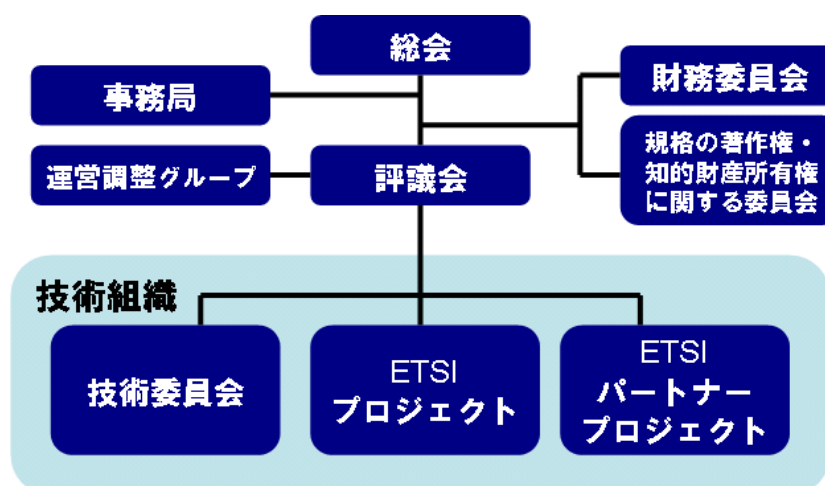 総会
事務局
財務委員会
規格の著作権・
知的財産所有権
に関する委員会
運営調整グループ
評議会
技術組織
技術委員会
ETSI
プロジェクト
ETSI
パートナー
プロジェクト